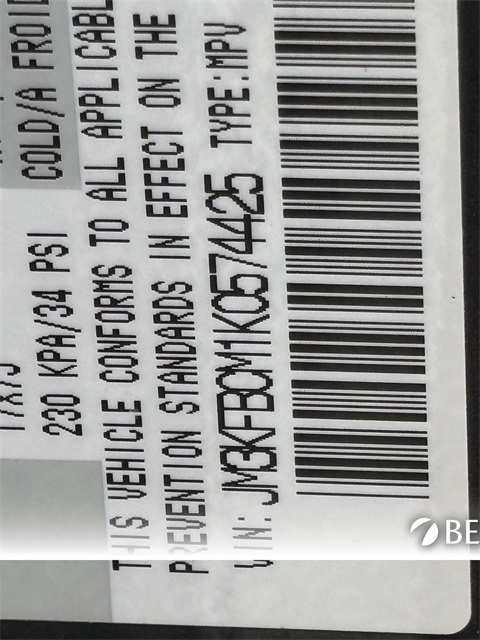 230 KPA/34 PSI COLD/A FROID
THIS VEHICLE CONFORMS TO ALL APPLICABL
PREVENTION STANDARDS IN EFFECT ON THE
VIN: JM3KFBCM1K0574425 TYPE:MPV
BE